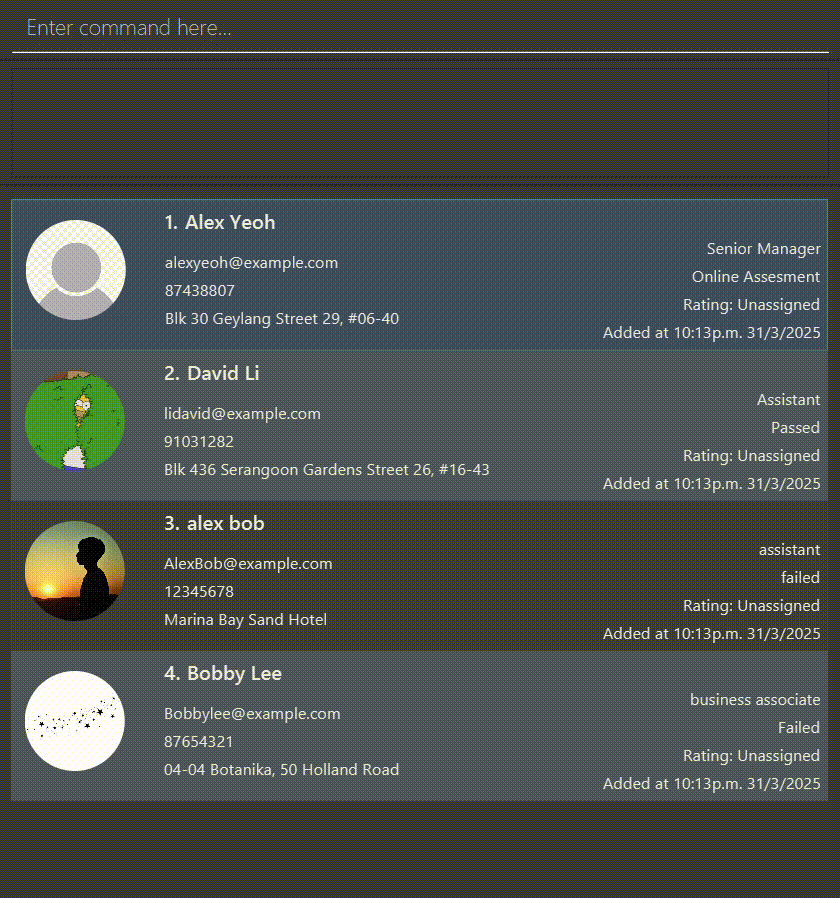 Enter command here...
1. Alex Yeoh
alexyeoh@example.com
Senior Manager
87438807
Online Assesment
Blk 30 Geylang Street 29, #06-40
Rating: Unassigned
Added at 10:13p.m. 31/3/2025
2. David Li
lidavid@example.com
Assistant
91031282
Passed
Blk 436 Serangoon Gardens Street 26, #16-43
Rating: Unassigned
Added at 10:13p.m. 31/3/2025
3. alex bob
AlexBob@example.com
assistant
12345678
failed
Marina Bay Sand Hotel
Rating: Unassigned
Added at 10:13p.m. 31/3/2025
4. Bobby Lee
Bobbylee@example.com
business associate
87654321
Failed
04-04 Botanika, 50 Holland Road
Rating: Unassigned
Added at 10:13p.m. 31/3/2025